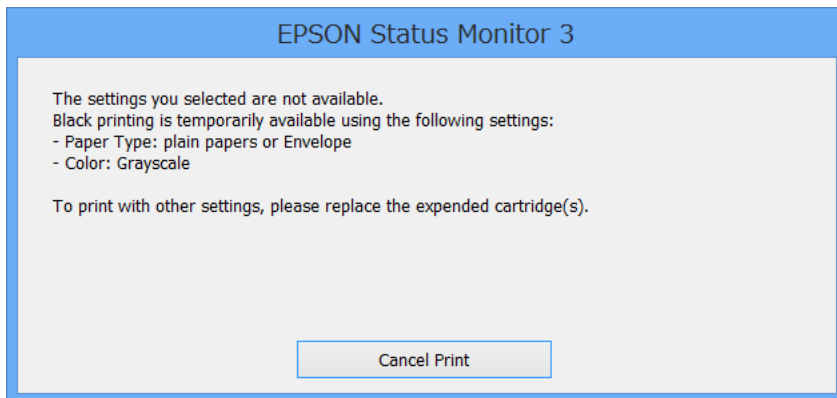 EPSON Status Monitor 3
The settings you selected are not available.
Black printing is temporarily available using the following settings:
- Paper Type: plain papers or Envelope
- Color: Grayscale
To print with other settings, please replace the expended cartridge(s).
Cancel Print